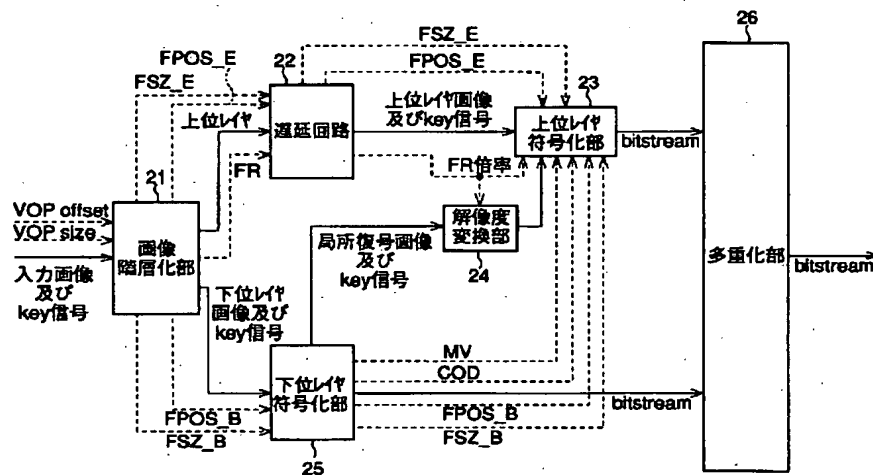 FSZ_E
FPOS_E
FPOS_E
FSZ_E
22
遅延回路
上位レイヤ
FR
上位レイヤ画像
及びkey信号
23
上位レイヤ
符号化部
bitstream
26
多重化部
bitstream
FR倍率
解像度
変換部
24
21
VOP offset
VOP size
入力画像
及び
key信号
画像
階層化部
局所復号画像
及び
key信号
下位レイヤ
画像及び
key信号
下位レイヤ
符号化部
25
MV
COD
bitstream
FPOS_B
FSZ_B
FPOS_B
FSZ_B